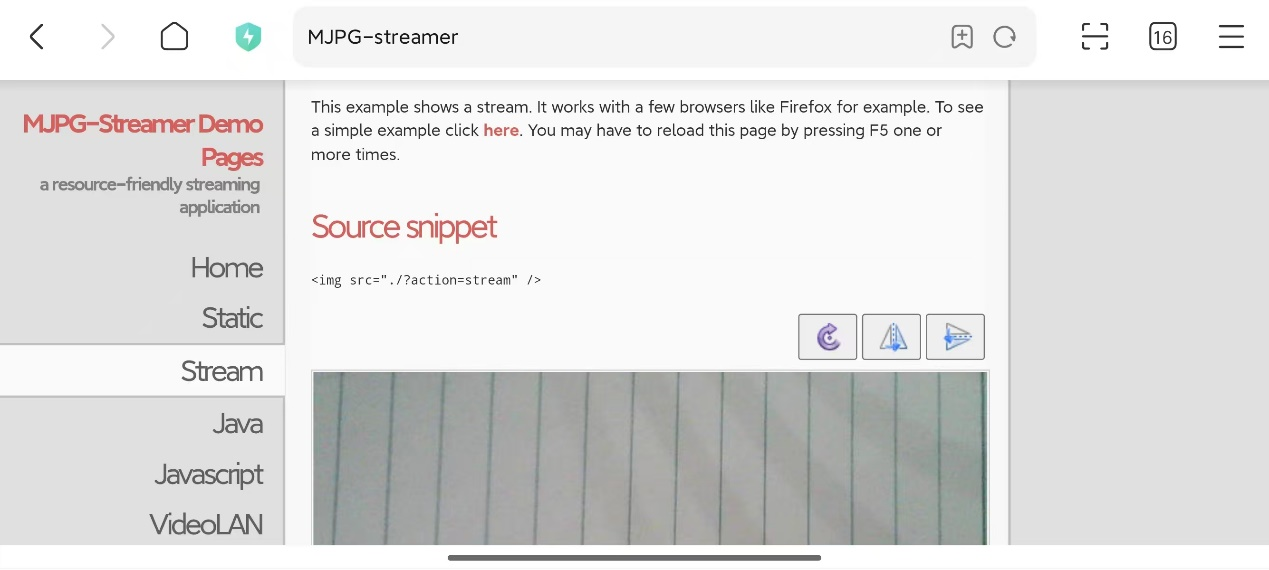 MJPG-streamer
16
MJPG-Streamer Demo
Pages
a resource-friendly streaming
application
Home
Static
Stream
Java
Javascript
VideoLAN
This example shows a stream. It works with a few browsers like Firefox for example. To see
a simple example click here. You may have to reload this page by pressing F5 one or
more times.
Source snippet
<img src="./?action=stream" />